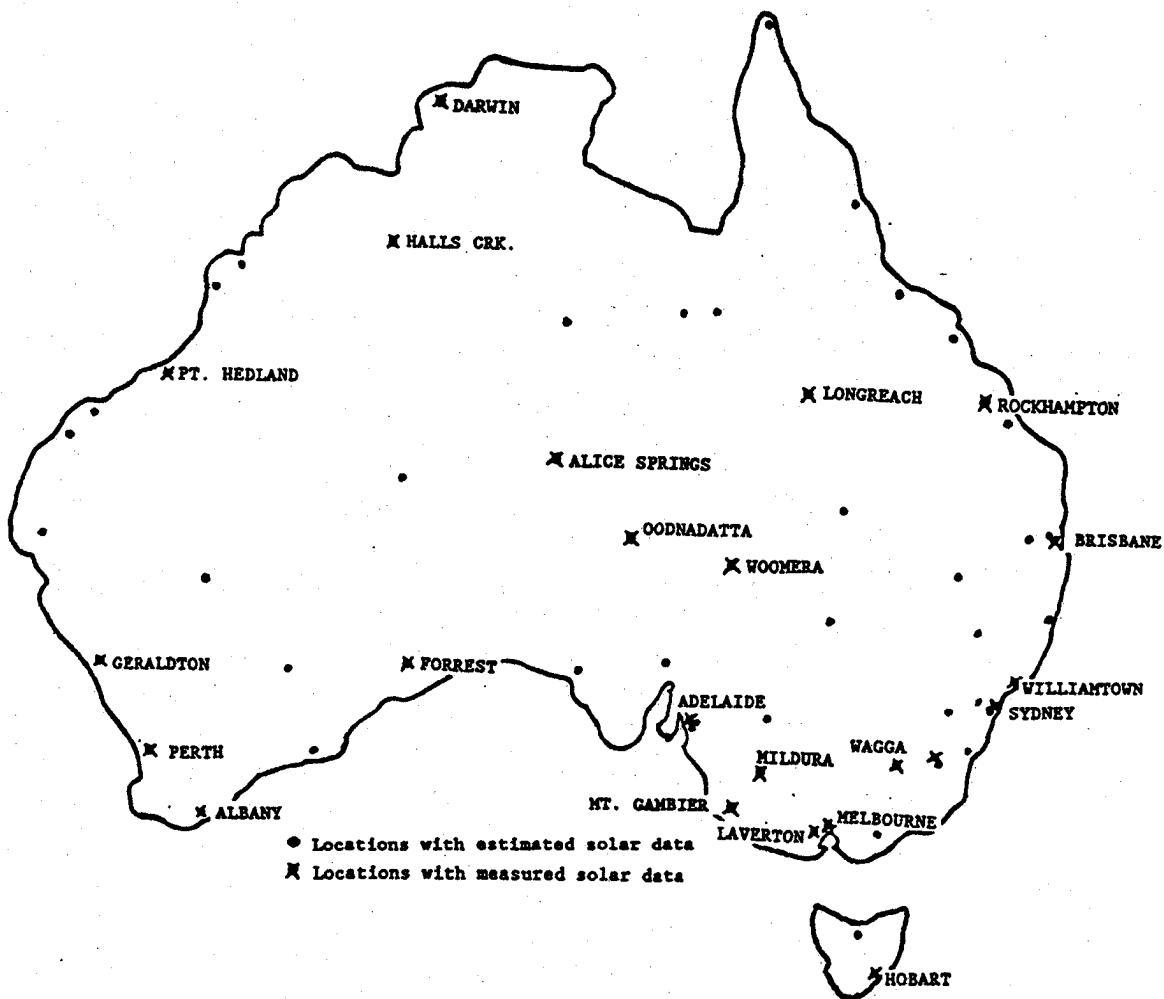 DARWIN
HALLS CRK.
PT. HEDLAND
LONGREACH
ROCKHAMPTON
ALICE SPRINGS
OODNADATTA
BRISBANE
WOOMERA
GERALDTON
FORREST
WILLIAMTOWN
ADELAIDE
SYDNEY
PERTH
WAGGA
MILDURA
MT. GAMBIER
ALBANY
MELBOURNE
LAVERTON
Locations with estimated solar data
Locations with measured solar data
HOBART